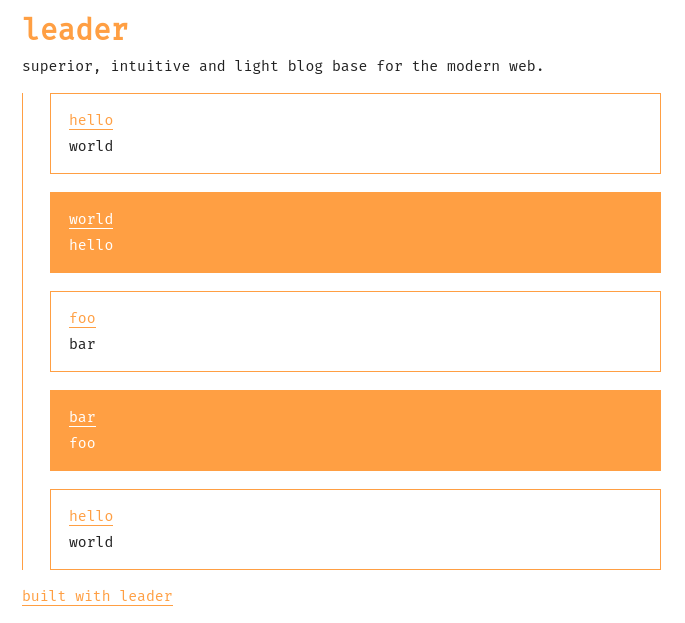 leader
superior, intuitive and light blog base for the modern web.
hello
world
world
hello
foo
bar
bar
foo
hello
world
built with leader